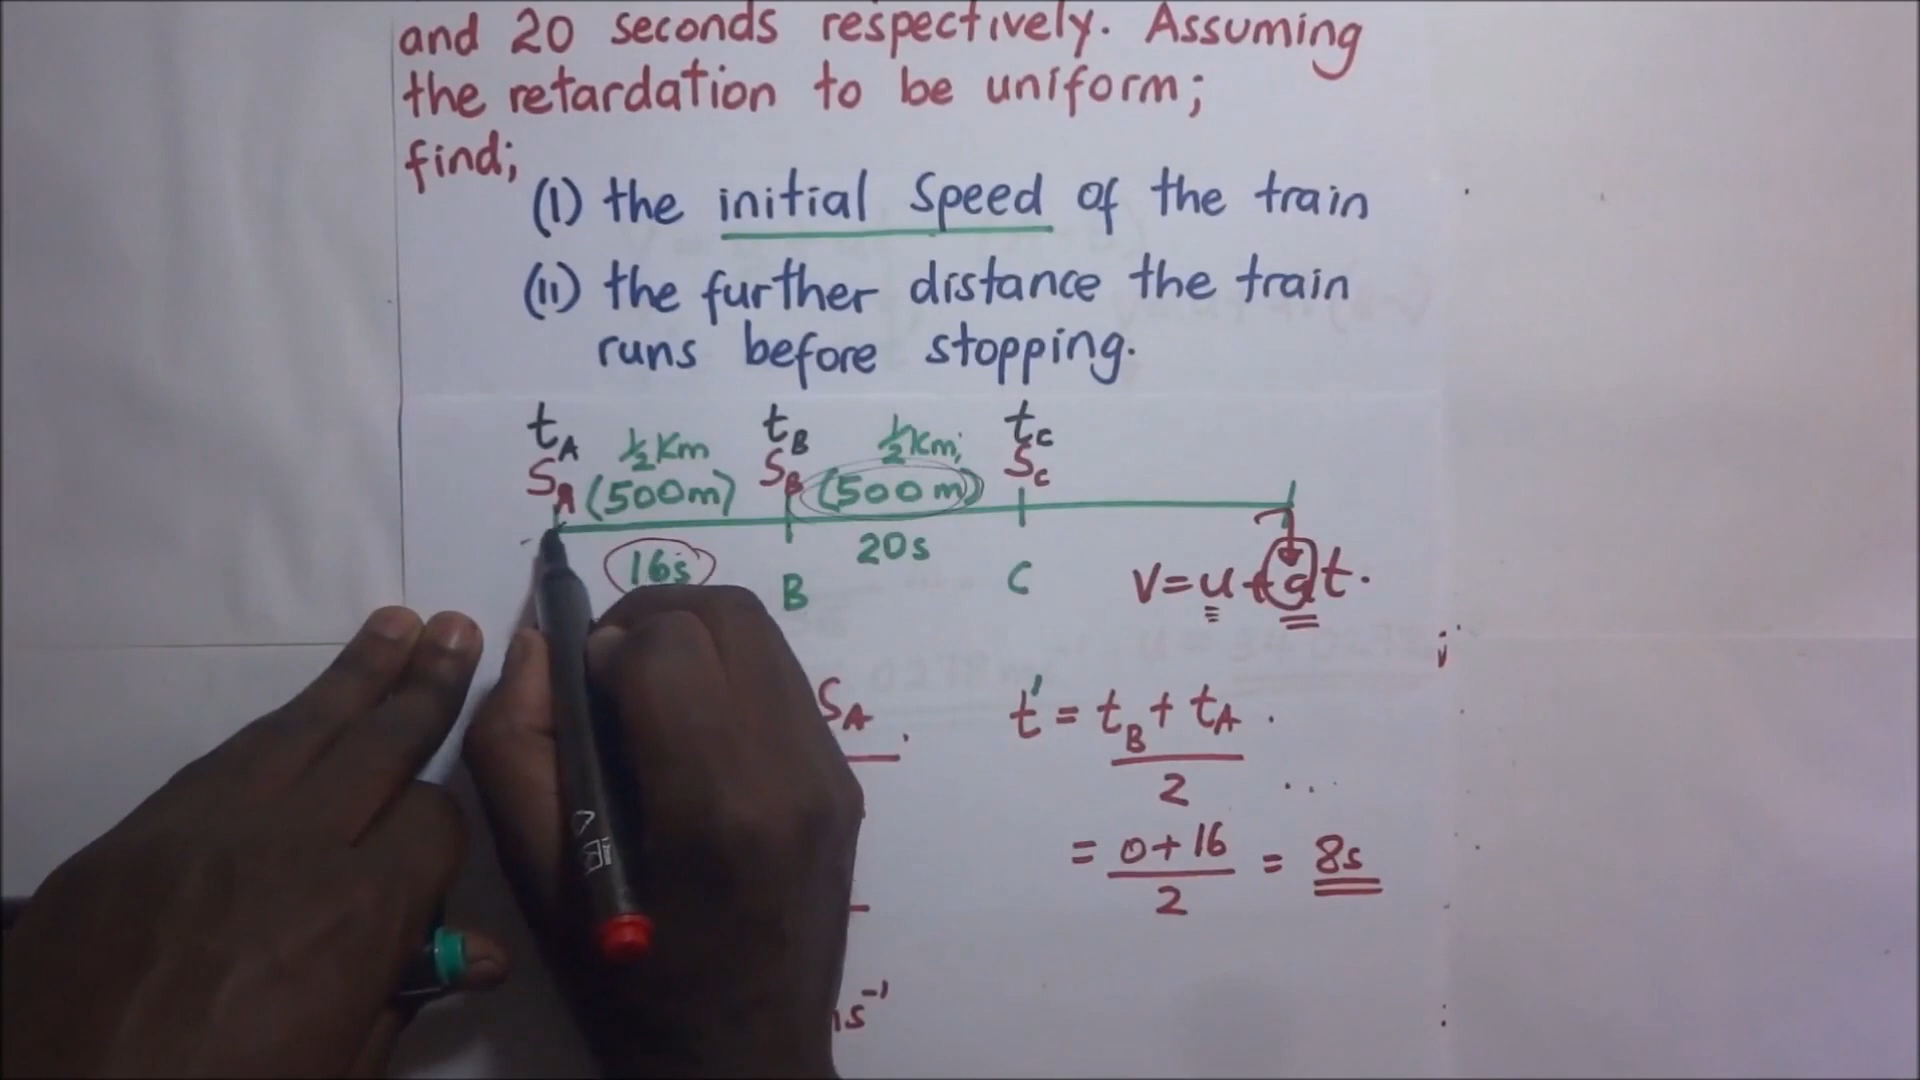 and 20 seconds respectively. Assuming
the retardation to be uniform;
find;
(I) the initial Speed of the train
(II) the further distance the train
runs before stopping.
tA tB tc
SA ½Km SB ½Km; Sc
(500m) (500m)
16s 20s
B C V=u+at.
SA t' = tB + tA
2
= 0+16 = 8s
2
s⁻¹